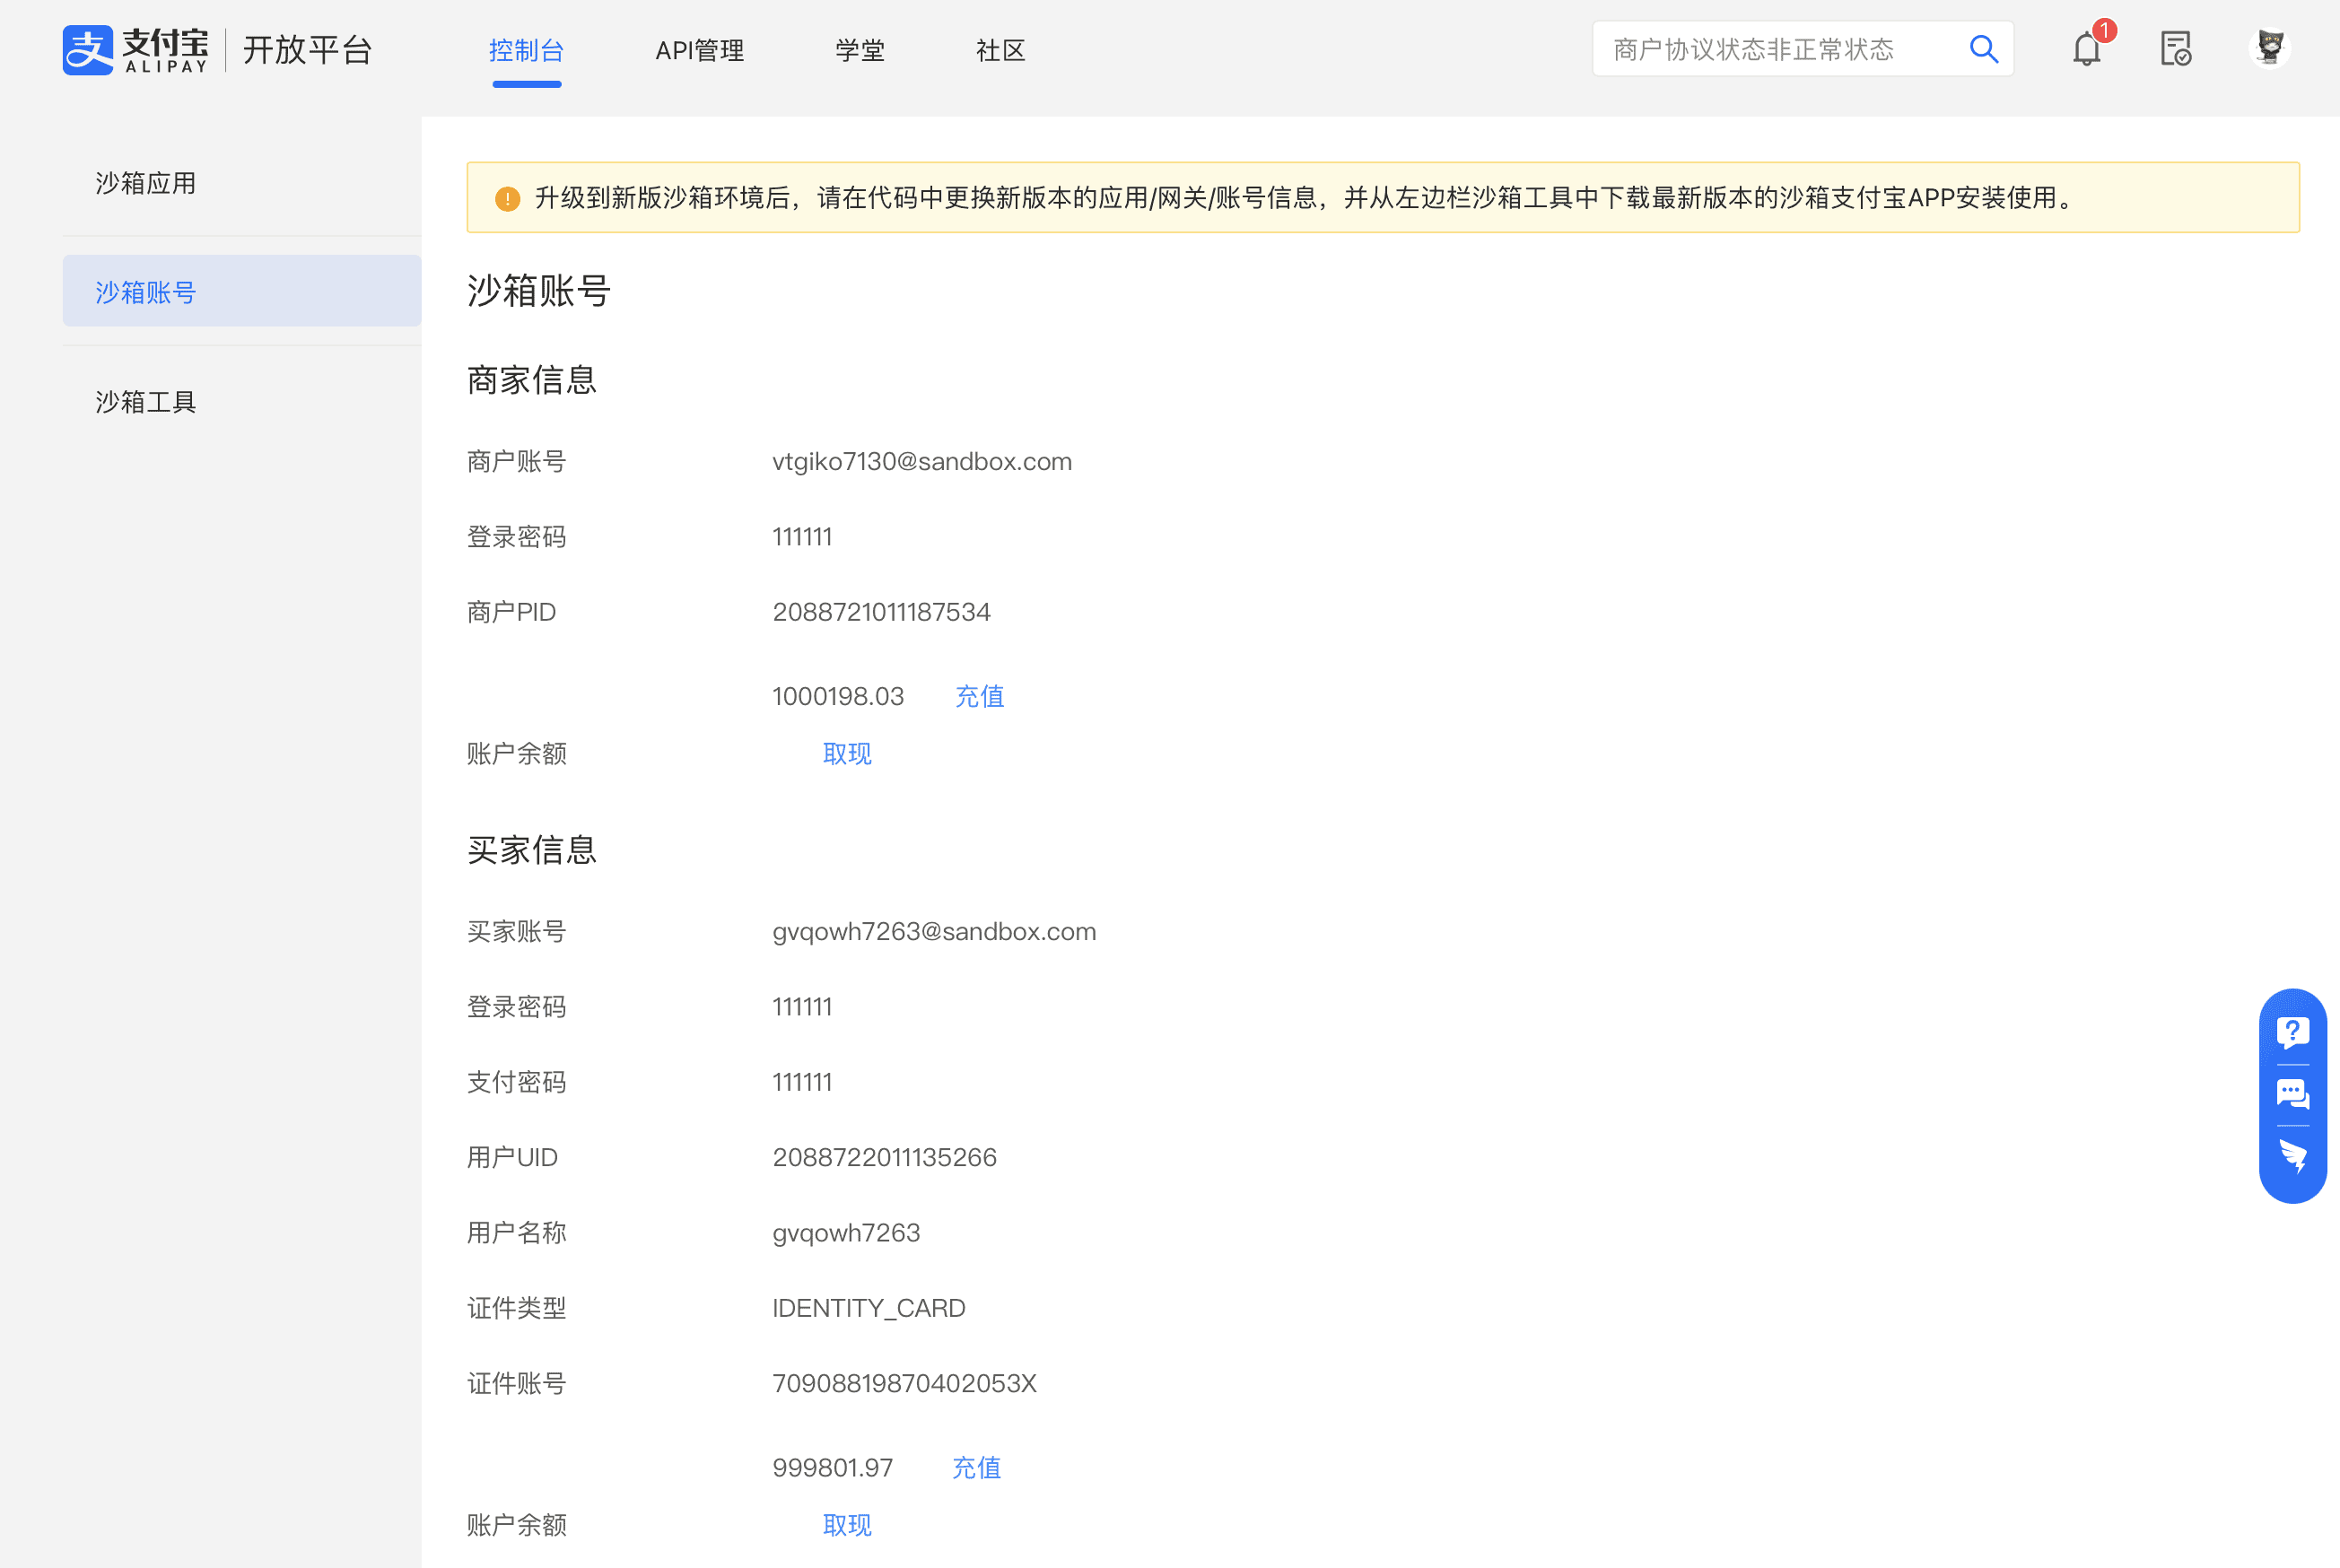 支付宝 ALIPAY 开放平台 控制台 API管理 学堂 社区 商户协议状态非正常状态 1
沙箱应用
沙箱账号
沙箱工具
升级到新版沙箱环境后，请在代码中更换新版本的应用/网关/账号信息，并从左边栏沙箱工具中下载最新版本的沙箱支付宝APP安装使用。
沙箱账号
商家信息
商户账号 vtgiko7130@sandbox.com
登录密码 111111
商户PID 2088721011187534
1000198.03 充值
账户余额 取现
买家信息
买家账号 gvqowh7263@sandbox.com
登录密码 111111
支付密码 111111
用户UID 2088722011135266
用户名称 gvqowh7263
证件类型 IDENTITY_CARD
证件账号 70908819870402053X
999801.97 充值
账户余额 取现